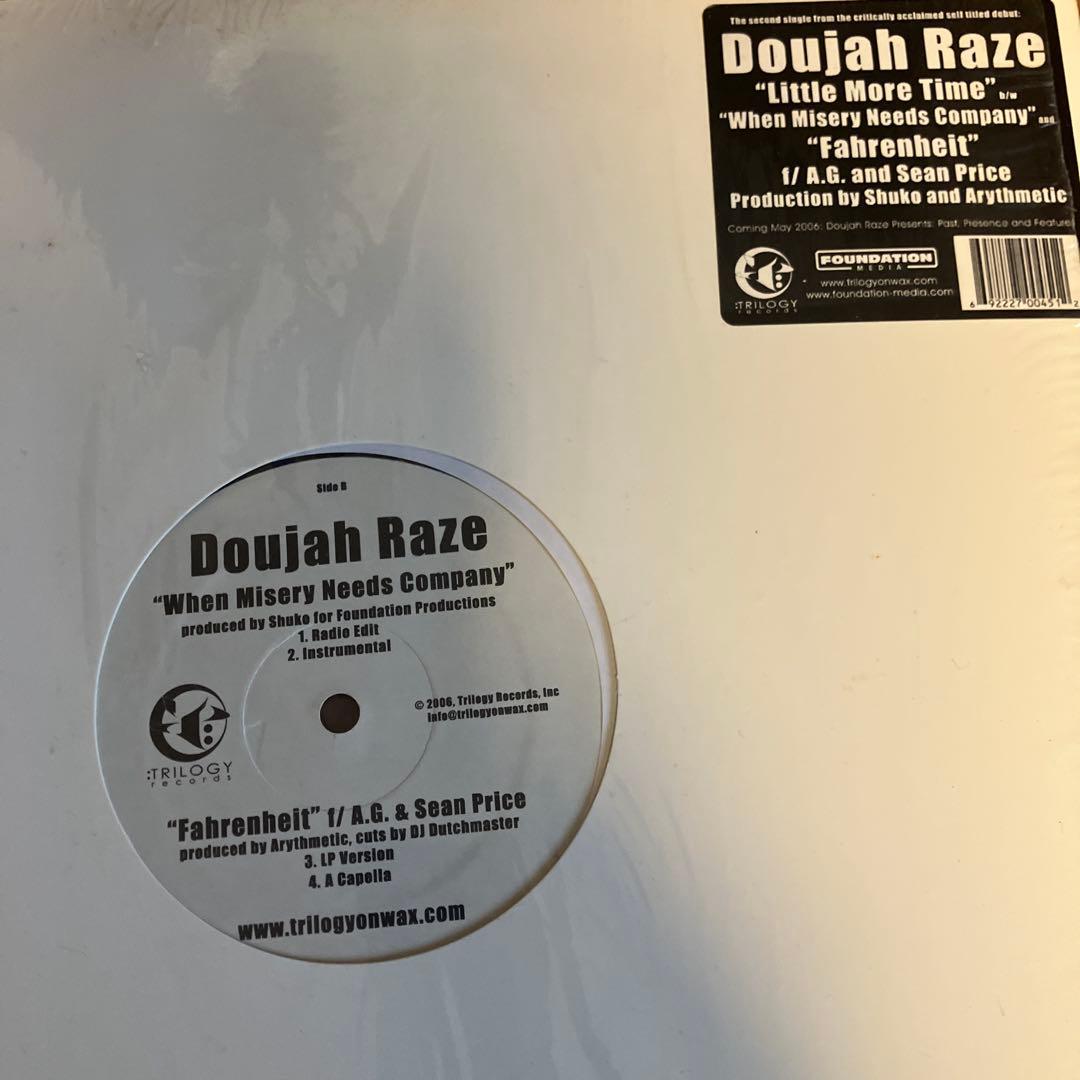 The second single from the critically acclaimed self titled debut:
Doujah Raze
"Little More Time" b/w
"When Misery Needs Company" and
"Fahrenheit"
f/ A.G. and Sean Price
Production by Shuko and Arythmetic
Coming May 2006: Doujah Raze Presents: Past, Presence and Feature
:TRILOGY
records
FOUNDATION
MEDIA
www.trilogyonwax.com
www.foundation-media.com
6 92227 00451 2
Side B
Doujah Raze
"When Misery Needs Company"
produced by Shuko for Foundation Productions
1. Radio Edit
2. Instrumental
© 2006, Trilogy Records, Inc
info@trilogyonwax.com
:TRILOGY
records
"Fahrenheit" f/ A.G. & Sean Price
produced by Arythmetic, cuts by DJ Dutchmaster
3. LP Version
4. A Capella
www.trilogyonwax.com